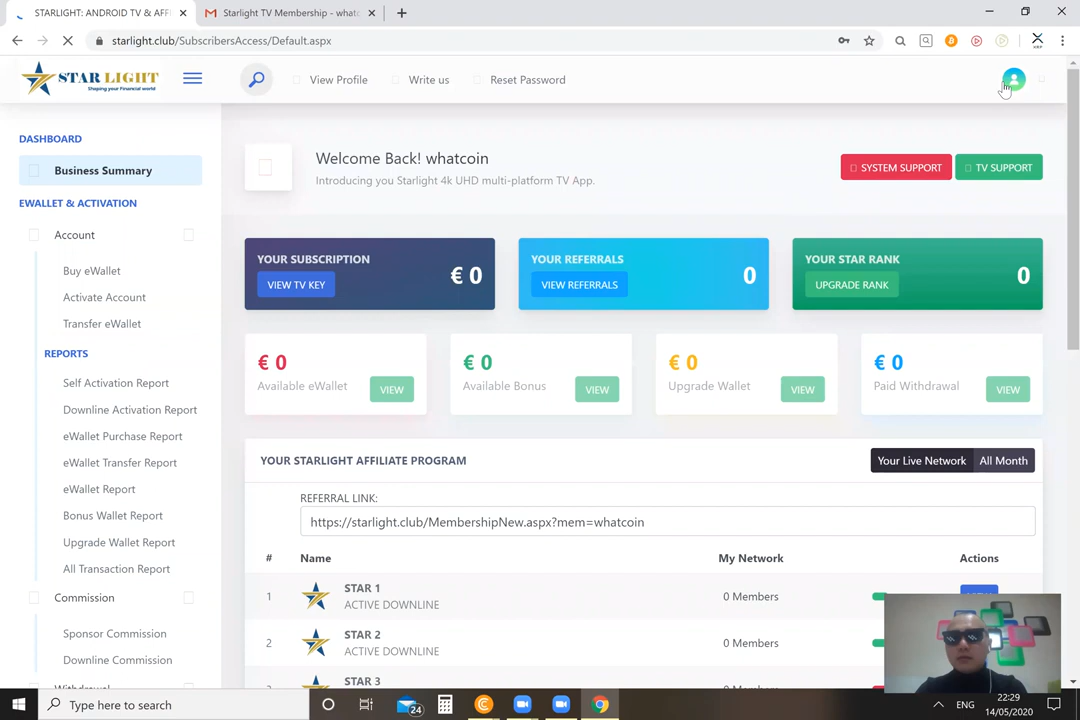 STARLIGHT: ANDROID TV & AFFI
Starlight TV Membership - whatc
starlight.club/SubscribersAccess/Default.aspx
STAR LIGHT
Shaping your Financial world
View Profile
Write us
Reset Password
DASHBOARD
Business Summary
EWALLET & ACTIVATION
Account
Buy eWallet
Activate Account
Transfer eWallet
REPORTS
Self Activation Report
Downline Activation Report
eWallet Purchase Report
eWallet Transfer Report
eWallet Report
Bonus Wallet Report
Upgrade Wallet Report
All Transaction Report
Commission
Sponsor Commission
Downline Commission
Withdrawal
Welcome Back! whatcoin
Introducing you Starlight 4k UHD multi-platform TV App.
SYSTEM SUPPORT
TV SUPPORT
YOUR SUBSCRIPTION
VIEW TV KEY
€ 0
YOUR REFERRALS
VIEW REFERRALS
0
YOUR STAR RANK
UPGRADE RANK
0
€ 0
Available eWallet
VIEW
€ 0
Available Bonus
VIEW
€ 0
Upgrade Wallet
VIEW
€ 0
Paid Withdrawal
VIEW
YOUR STARLIGHT AFFILIATE PROGRAM
Your Live Network
All Month
REFERRAL LINK:
https://starlight.club/MembershipNew.aspx?mem=whatcoin
# Name My Network Actions
1 STAR 1 0 Members
ACTIVE DOWNLINE
2 STAR 2 0 Members
ACTIVE DOWNLINE
STAR 3
Type here to search
24
ENG
22:29
14/05/2020